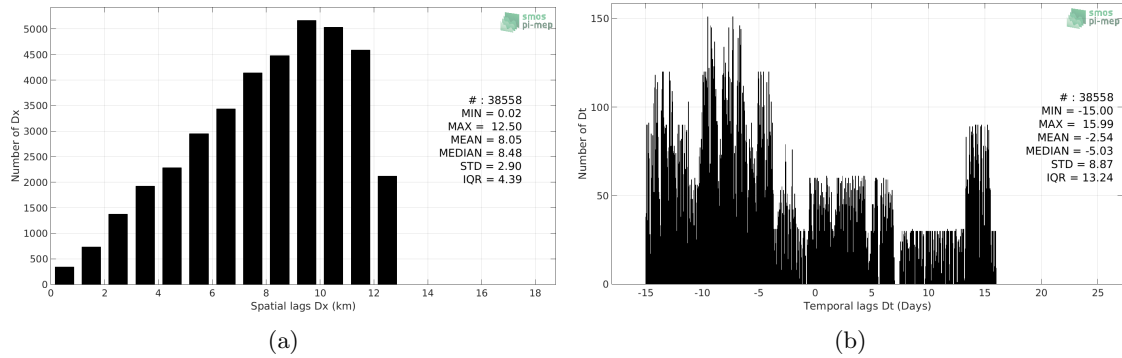 smos
pi-mep
5000
4500
4000
3500
3000
2500
2000
1500
1000
500
0
Number of Dx
# : 38558
MIN = 0.02
MAX = 12.50
MEAN = 8.05
MEDIAN = 8.48
STD = 2.90
IQR = 4.39
0 2 4 6 8 10 12 14 16 18
Spatial lags Dx (km)
(a)
smos
pi-mep
150
100
50
0
Number of Dt
# : 38558
MIN = -15.00
MAX = 15.99
MEAN = -2.54
MEDIAN = -5.03
STD = 8.87
IQR = 13.24
-15 -10 -5 0 5 10 15 20 25
Temporal lags Dt (Days)
(b)